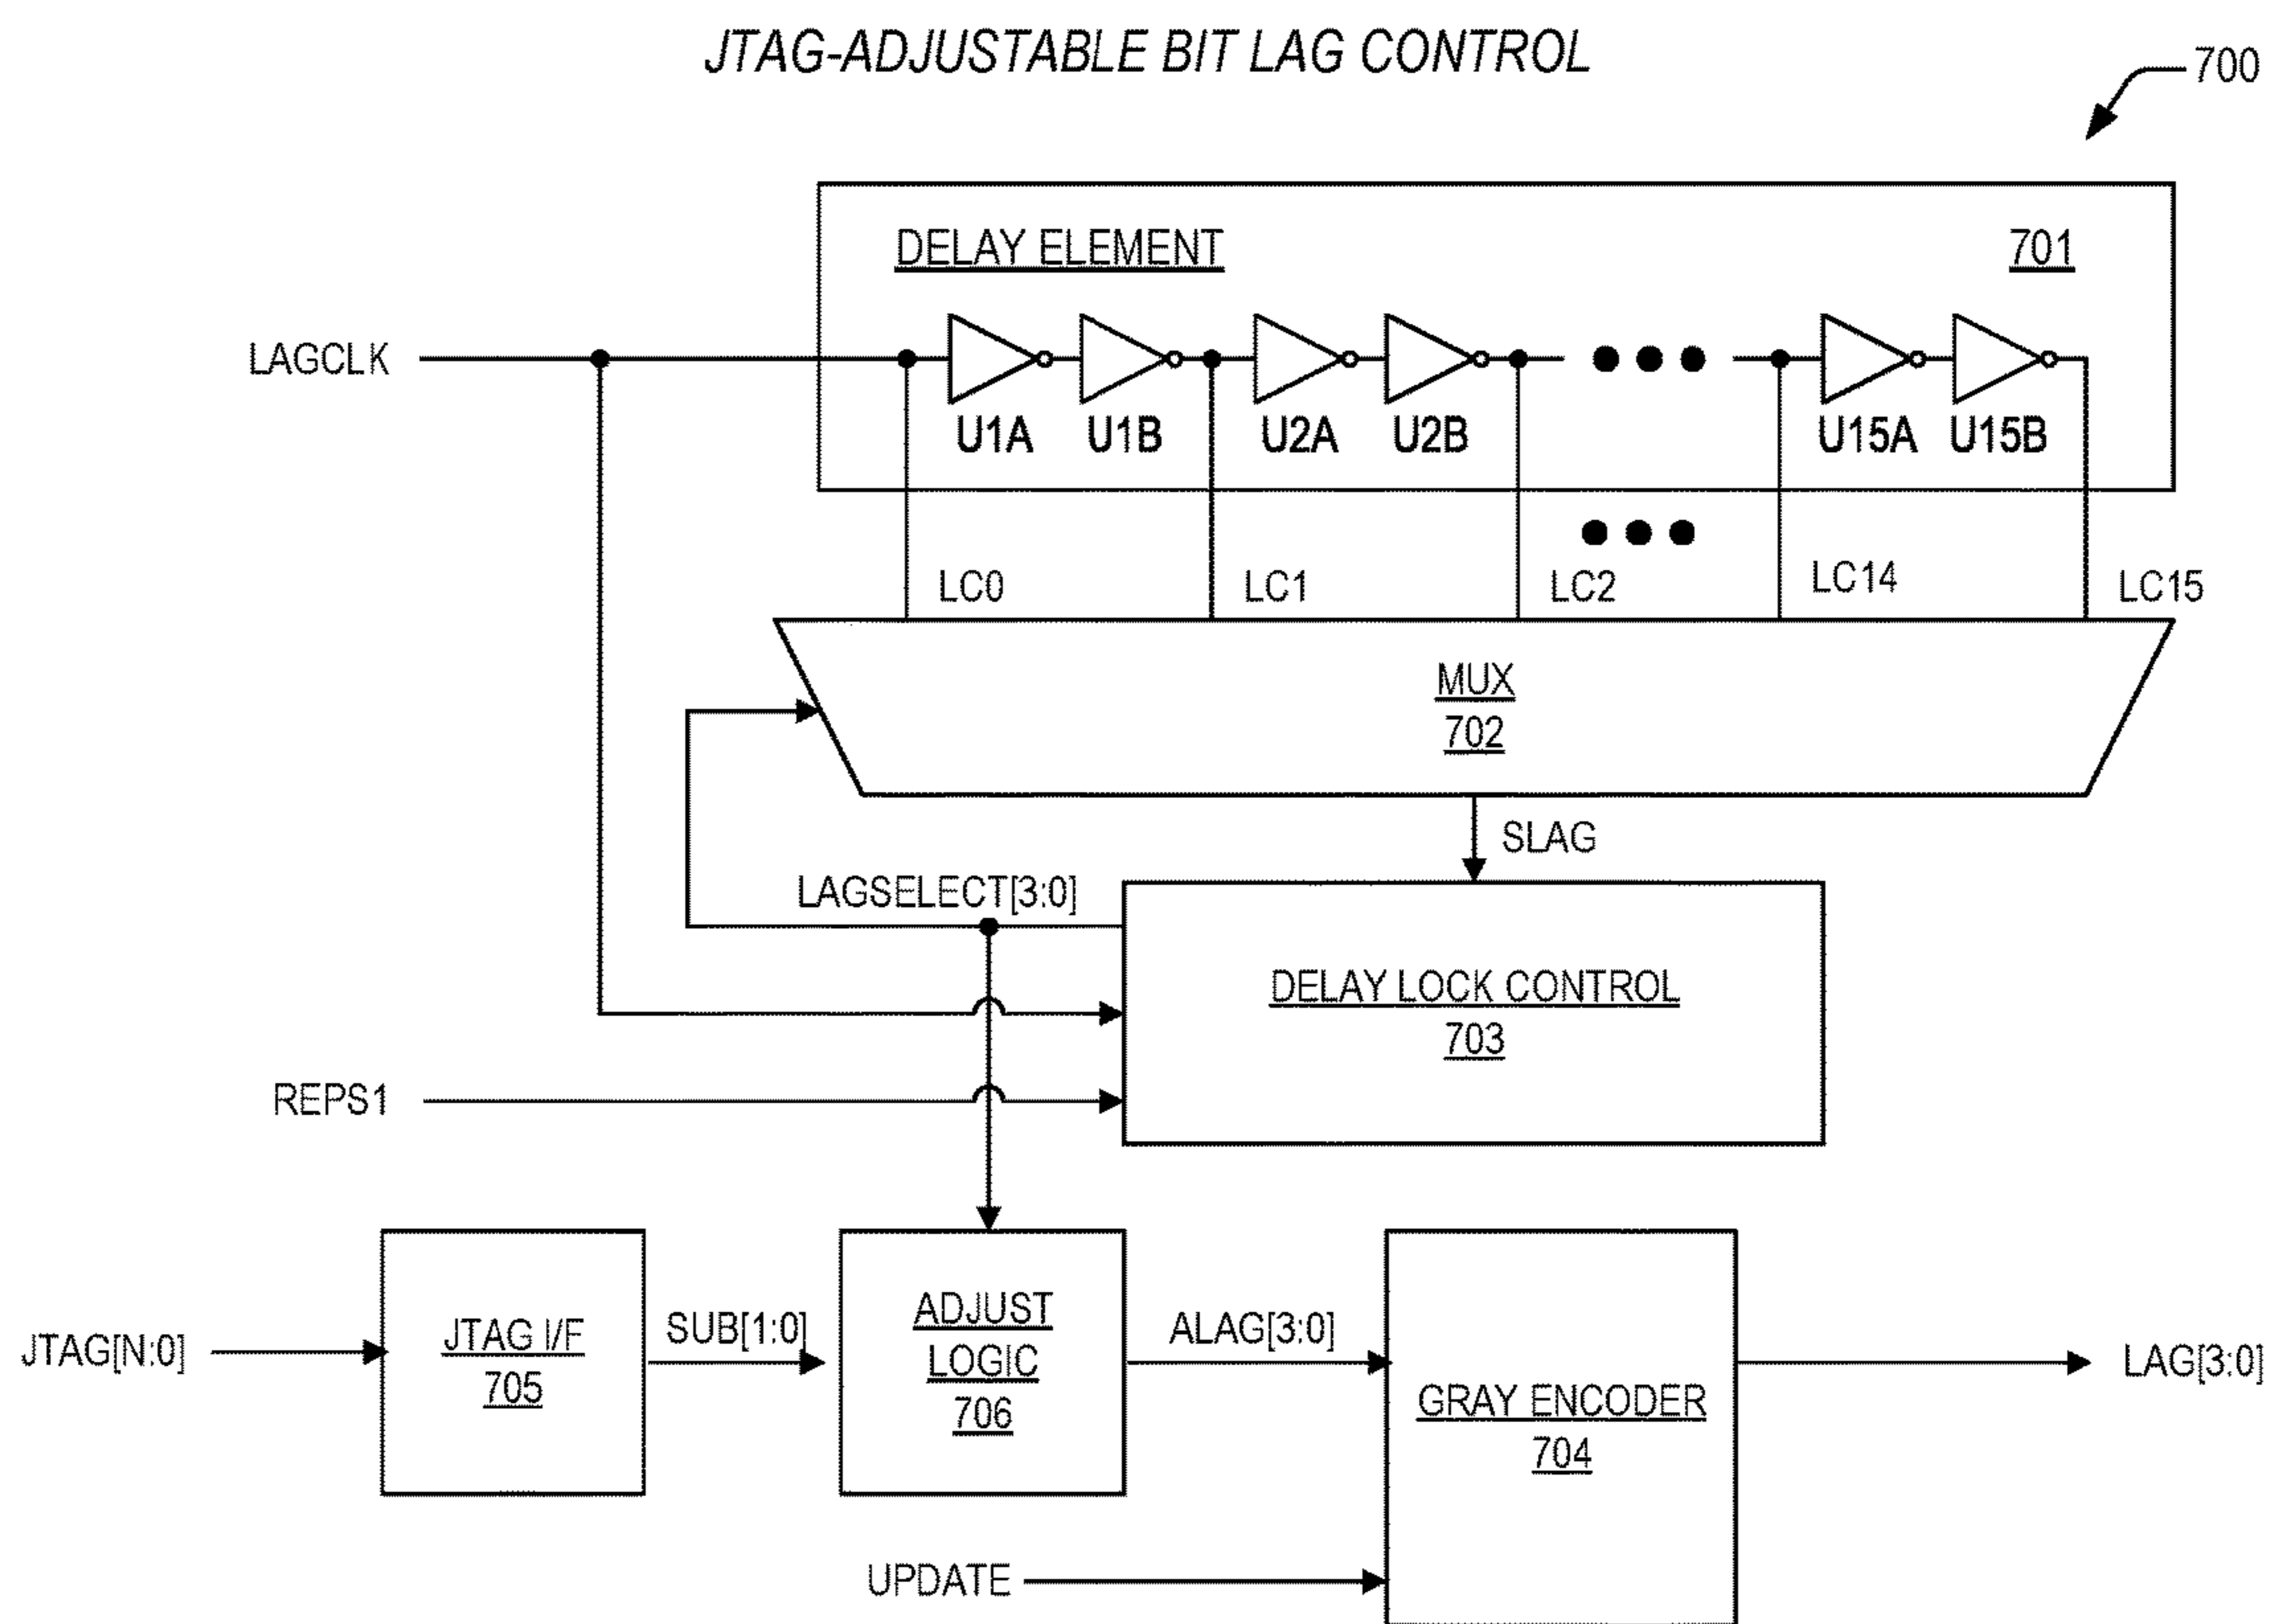 JTAG-ADJUSTABLE BIT LAG CONTROL
700
DELAY ELEMENT
701
LAGCLK
U1A
U1B
U2A
U2B
U15A
U15B
LC0
LC1
LC2
LC14
LC15
MUX
702
SLAG
LAGSELECT[3:0]
DELAY LOCK CONTROL
703
REPS1
JTAG[N:0]
JTAG I/F
705
SUB[1:0]
ADJUST
LOGIC
706
ALAG[3:0]
GRAY ENCODER
704
LAG[3:0]
UPDATE